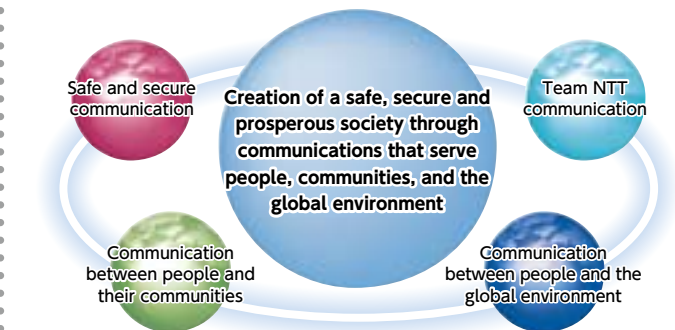 Safe and secure
communication
Creation of a safe, secure and
prosperous society through
communications that serve
people, communities, and the
global environment
Team NTT
communication
Communication
between people and
their communities
Communication
between people and the
global environment